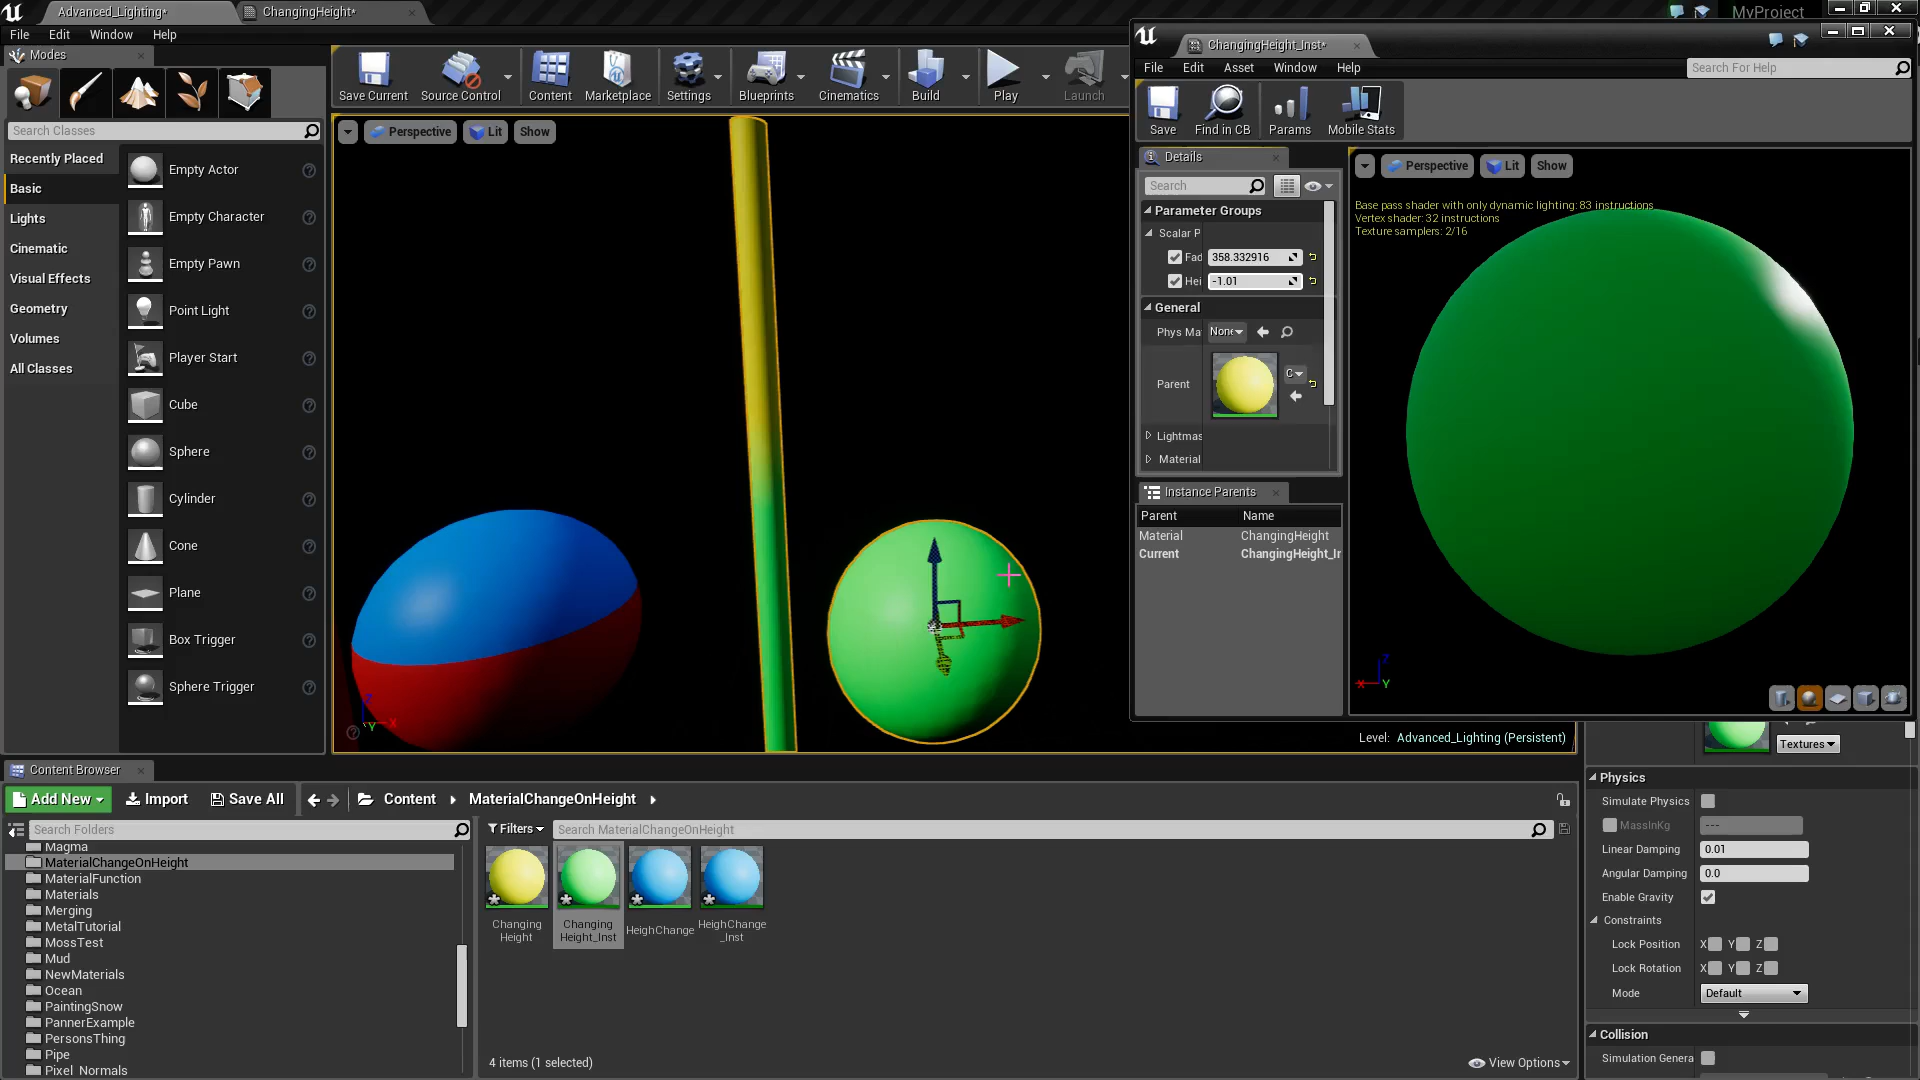 Advanced_Lighting*
ChangingHeight*
MyProject
File Edit Window Help
Modes
Search Classes
Recently Placed
Basic
Lights
Cinematic
Visual Effects
Geometry
Volumes
All Classes
Empty Actor
Empty Character
Empty Pawn
Point Light
Player Start
Cube
Sphere
Cylinder
Cone
Plane
Box Trigger
Sphere Trigger
Save Current
Source Control
Content
Marketplace
Settings
Blueprints
Cinematics
Build
Play
Launch
Perspective
Lit
Show
X
Y
Level: Advanced_Lighting (Persistent)
ChangingHeight_Inst*
File Edit Asset Window Help
Search For Help
Save
Find in CB
Params
Mobile Stats
Details
Search
Parameter Groups
Scalar P
Fad 358.332916
Hei -1.01
General
Phys Ma None
Parent
C
Lightmas
Material
Instance Parents
Parent Name
Material ChangingHeight
Current ChangingHeight_Ir
Perspective
Lit
Show
Base pass shader with only dynamic lighting: 83 instructions
Vertex shader: 32 instructions
Texture samplers: 2/16
Z
X
Y
Textures
Physics
Simulate Physics
MassInKg ---
Linear Damping 0.01
Angular Damping 0.0
Enable Gravity
Constraints
Lock Position X Y Z
Lock Rotation X Y Z
Mode Default
Collision
Simulation Genera
Content Browser
Add New
Import
Save All
Content
MaterialChangeOnHeight
Search Folders
Filters
Search MaterialChangeOnHeight
Magma
MaterialChangeOnHeight
MaterialFunction
Materials
Merging
MetalTutorial
MossTest
Mud
NewMaterials
Ocean
PaintingSnow
PannerExample
PersonsThing
Pipe
Pixel_Normals
Changing
Height
Changing
Height_Inst
HeighChange
HeighChange
_Inst
4 items (1 selected)
View Options